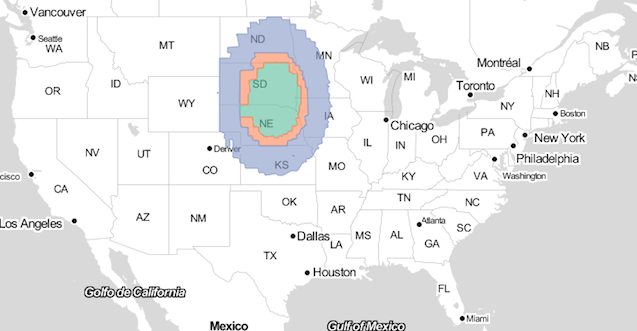 Vancouver
Seattle
WA
MT
ND
MN
NB
Montréal
OR
ID
SD
WI
MI
Toronto
NH
WY
NY
Boston
NE
IA
Chicago
NV
UT
Denver
IL
IN
OH
PA
New York
Philadelphia
cisco
CA
CO
KS
MO
KY
VA
Washington
TN
NC
Los Angeles
AZ
NM
OK
AR
Atlanta
SC
Dallas
MS
AL
GA
LA
TX
Houston
FL
Golfo de California
Miami
Mexico
Gulf of Mexico